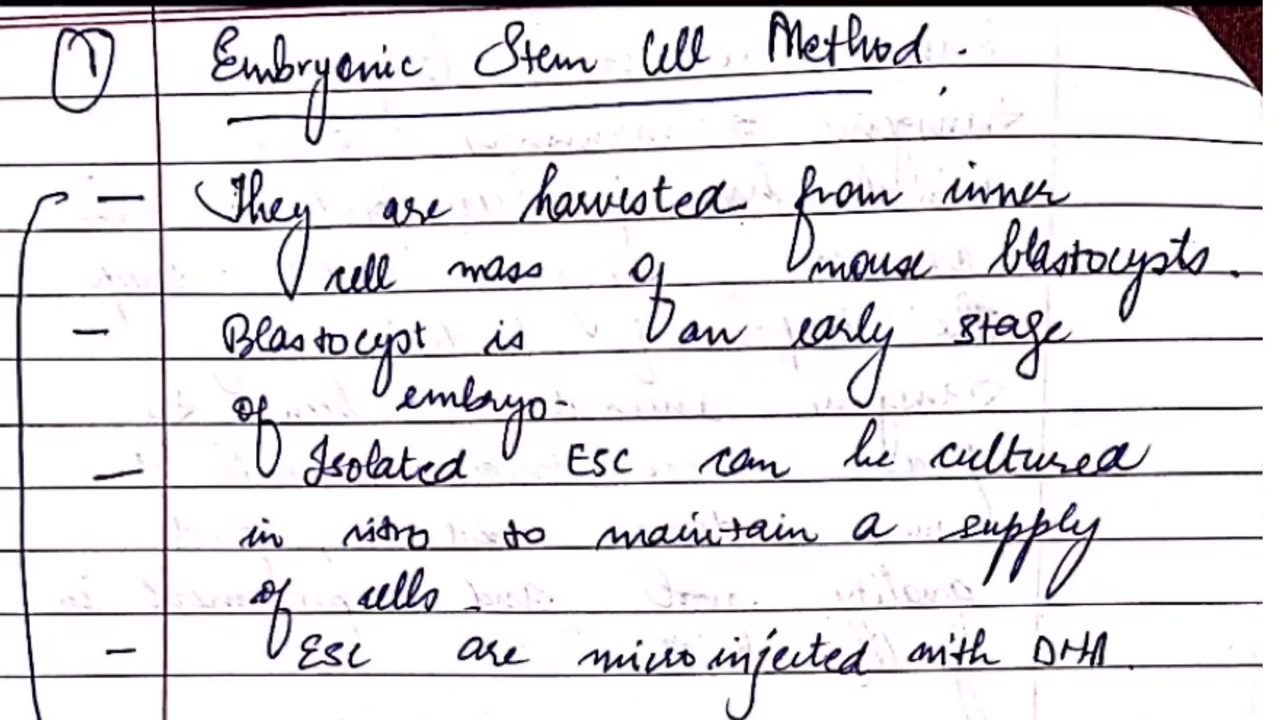 ① Embryonic Stem Cell Method.
— They are harvested from inner
cell mass of mouse blastocysts.
— Blastocyst is an early stage
of embryo-
— Isolated ESC can be cultured
in vitro to maintain a supply
of cells.
— ESC are micro injected with DNA.